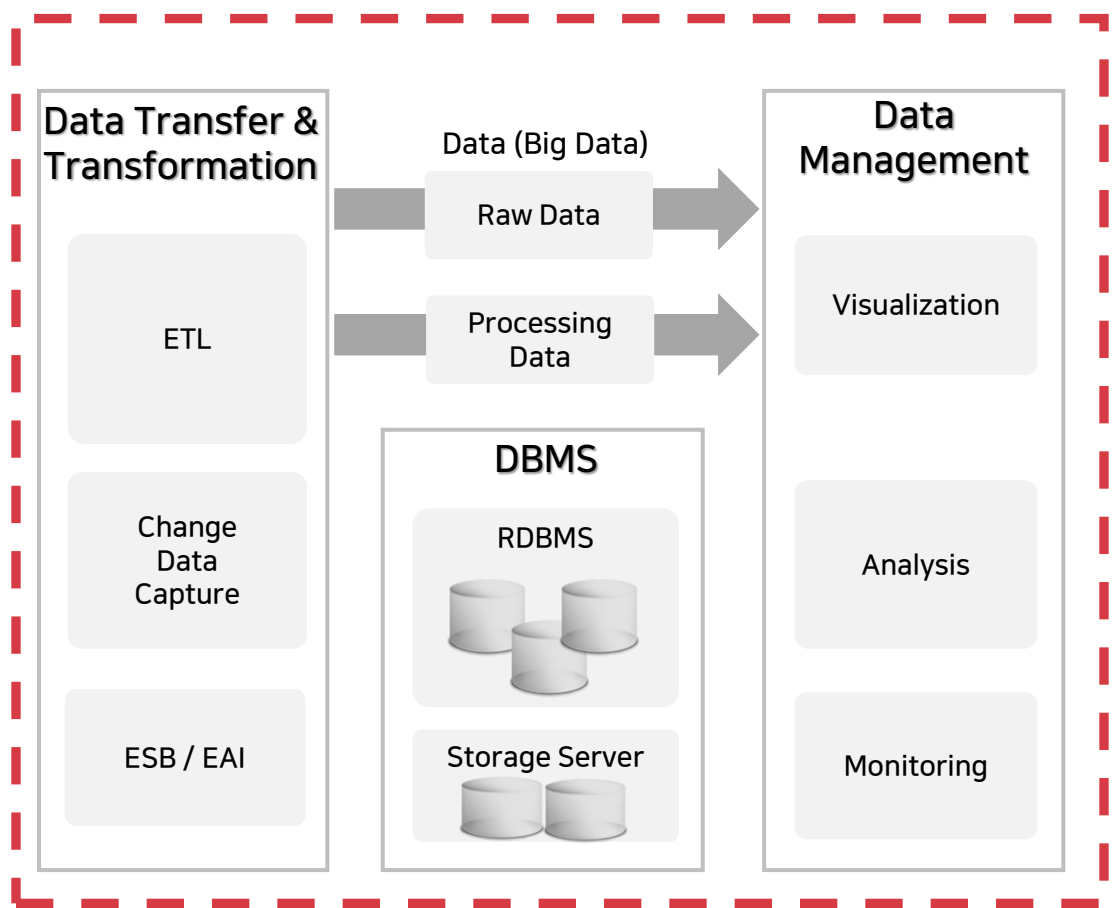 Data Transfer &
Transformation
ETL
Change
Data
Capture
ESB / EAI
Data (Big Data)
Raw Data
Processing
Data
DBMS
RDBMS
Storage Server
Data
Management
Visualization
Analysis
Monitoring